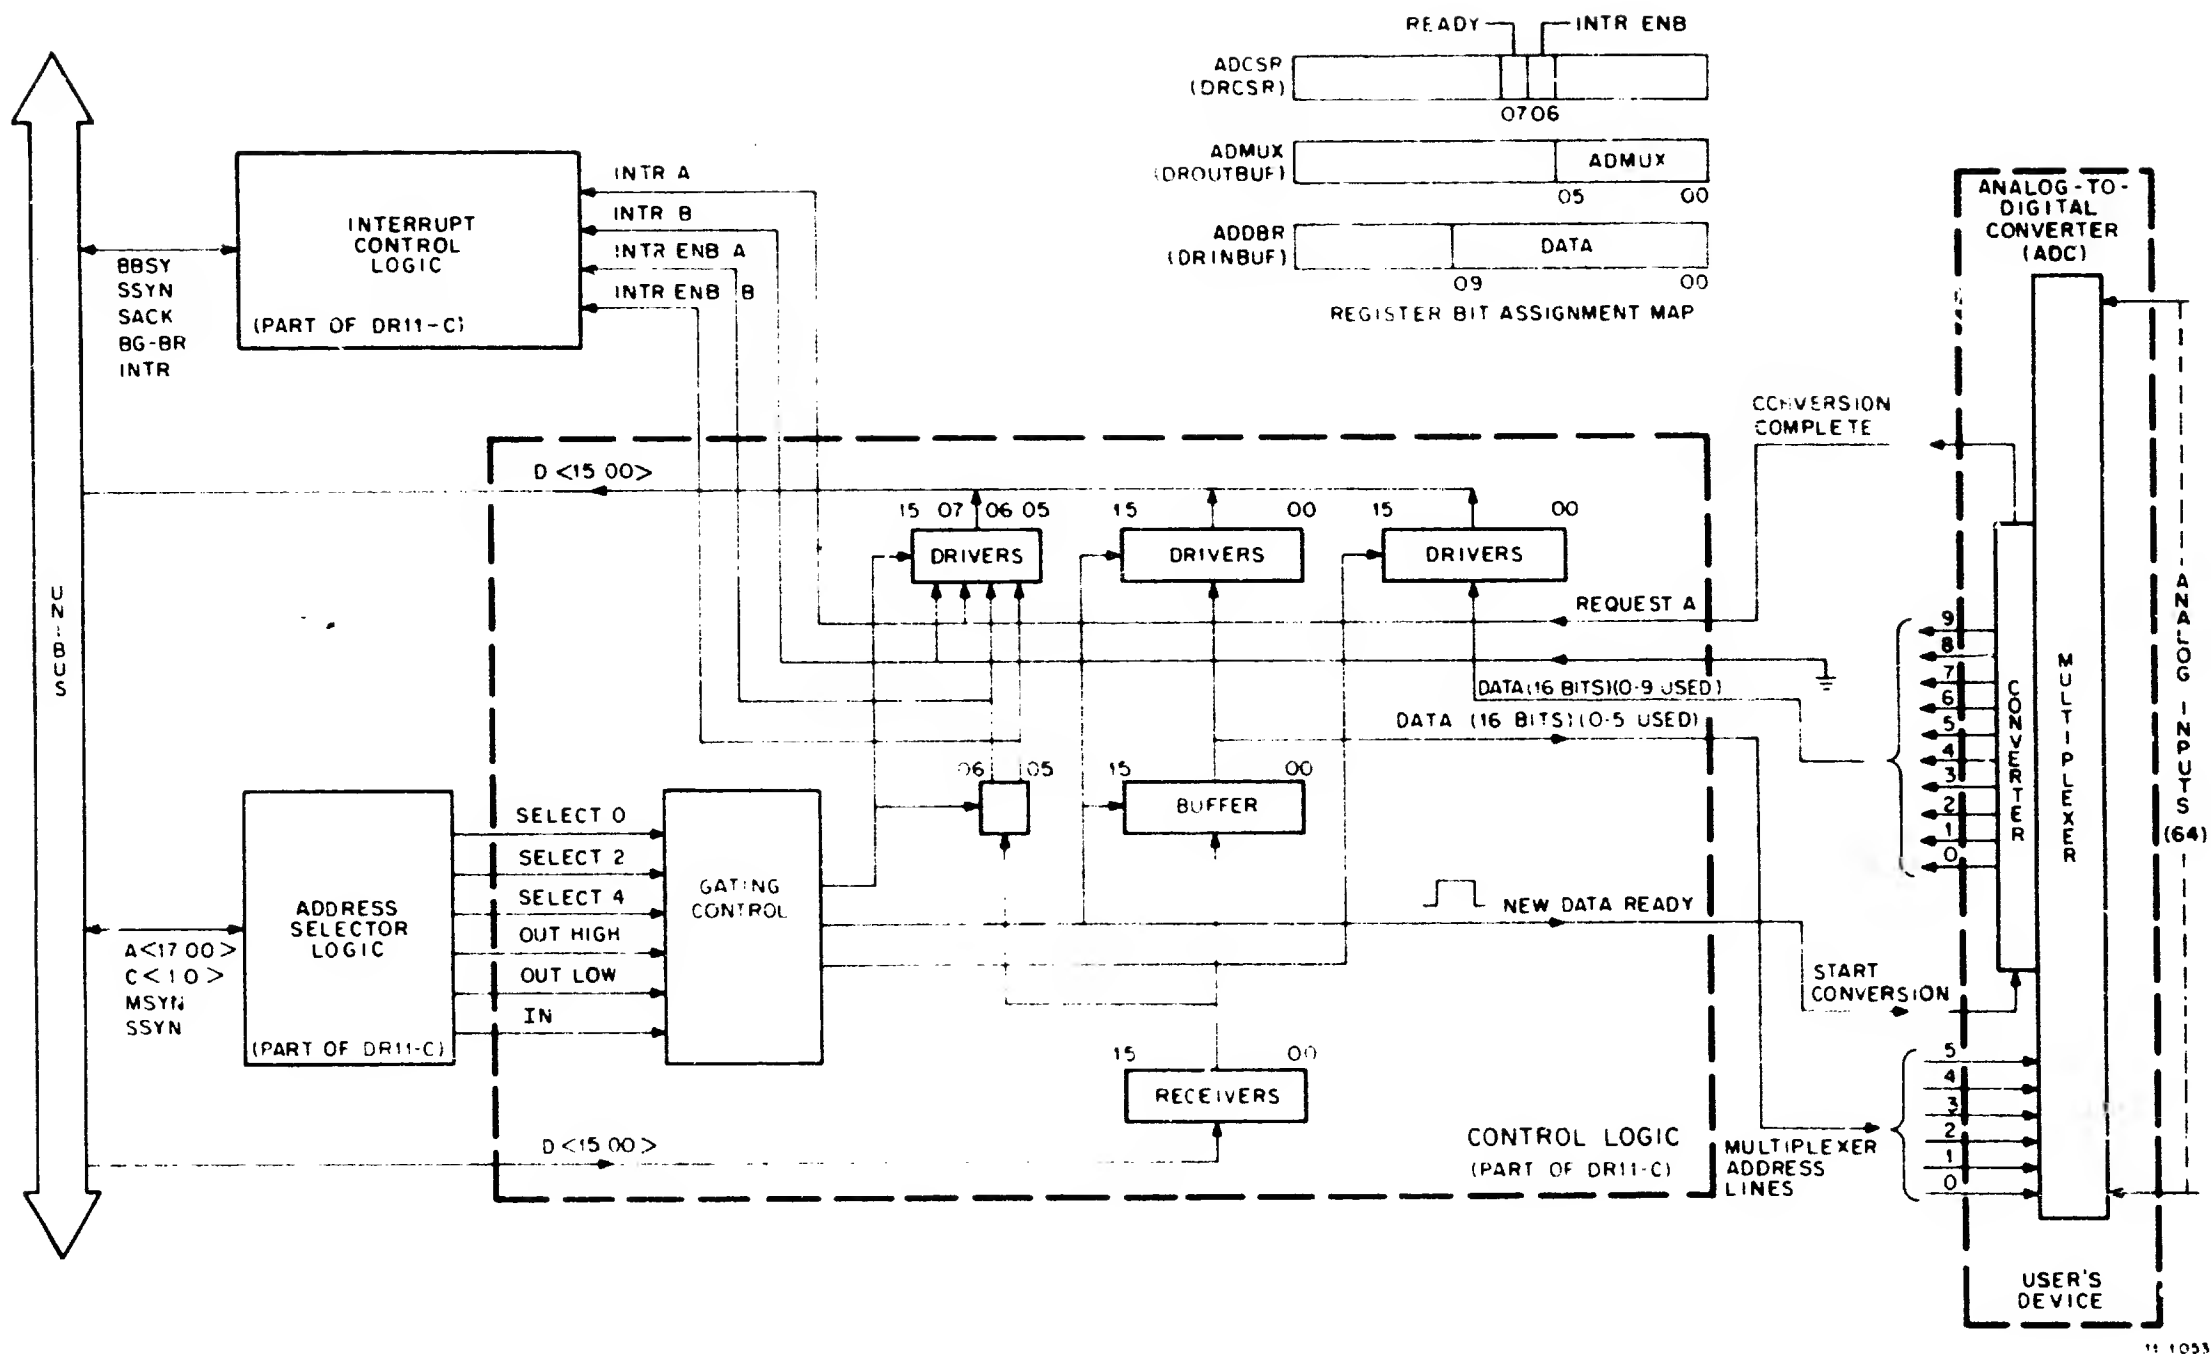 READY
INTR ENB
ADCSR
(DRCSR)
07 06
ADMUX
(DROUTBUF)
ADMUX
05 00
ADDBR
(DRINBUF)
DATA
09 00
REGISTER BIT ASSIGNMENT MAP
INTERRUPT
CONTROL
LOGIC
(PART OF DR11-C)
INTR A
INTR B
INTR ENB A
INTR ENB B
BBSY
SSYN
SACK
BG-BR
INTR
UNIBUS
D <15 00>
15 07 06 05
DRIVERS
15 00
DRIVERS
15 00
DRIVERS
REQUEST A
DATA (16 BITS)(0-9 USED)
DATA (16 BITS)(0-5 USED)
06 05
15 00
BUFFER
ADDRESS
SELECTOR
LOGIC
(PART OF DR11-C)
A<17 00>
C<1 0>
MSYN
SSYN
SELECT 0
SELECT 2
SELECT 4
OUT HIGH
OUT LOW
IN
GATING
CONTROL
NEW DATA READY
15 00
RECEIVERS
D<15 00>
CONTROL LOGIC
(PART OF DR11-C)
CONVERSION
COMPLETE
START
CONVERSION
MULTIPLEXER
ADDRESS
LINES
ANALOG-TO-
DIGITAL
CONVERTER
(ADC)
9
8
7
6
5
4
3
2
1
0
CONVERTER
MULTIPLEXER
5
4
3
2
1
0
ANALOG INPUTS
(64)
USER'S
DEVICE
11-1053